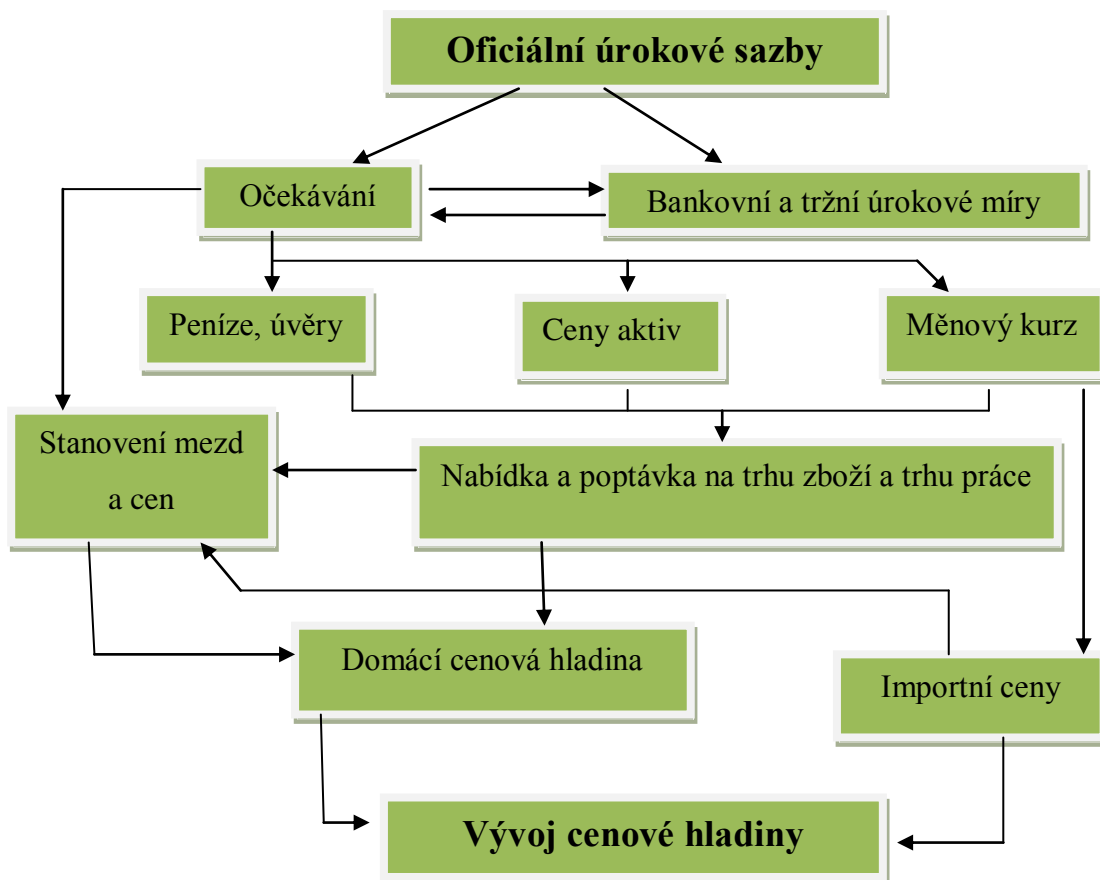 Oficiální úrokové sazby
Očekávání
Bankovní a tržní úrokové míry
Peníze, úvěry
Ceny aktiv
Měnový kurz
Stanovení mezd
a cen
Nabídka a poptávka na trhu zboží a trhu práce
Domácí cenová hladina
Importní ceny
Vývoj cenové hladiny